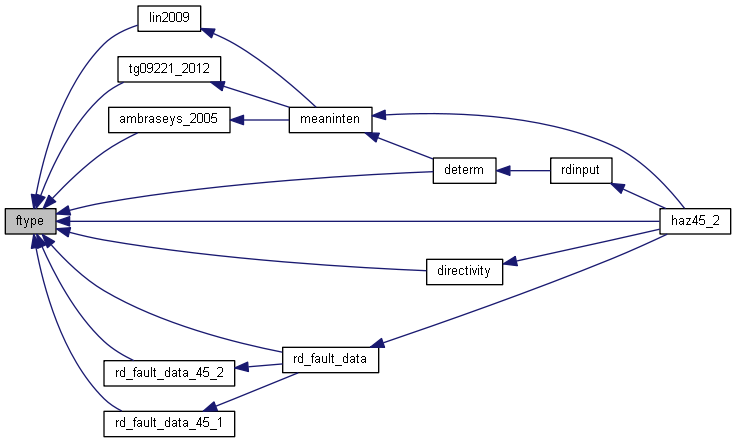 lin2009
tg09221_2012
ambraseys_2005
meaninten
determ
rdinput
ftype
haz45_2
directivity
rd_fault_data
rd_fault_data_45_2
rd_fault_data_45_1